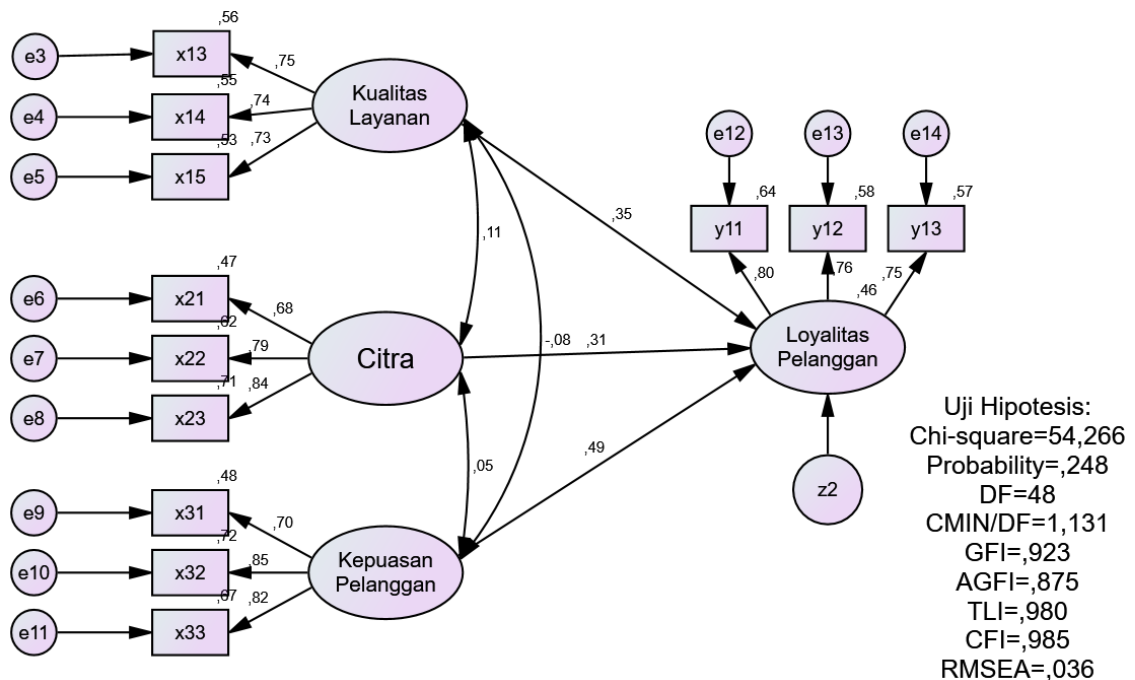 ,56
e3
x13
,75
,55
e4
x14
,74
,53
e5
x15
,73
Kualitas
Layanan
,47
e6
x21
,68
,62
e7
x22
,79
,71
e8
x23
,84
Citra
,48
e9
x31
,70
,72
e10
x32
,85
,67
e11
x33
,82
Kepuasan
Pelanggan
,11
-,08
,05
,35
,31
,49
e12
e13
e14
,64
,58
,57
y11
y12
y13
,80
,76
,75
,46
Loyalitas
Pelanggan
z2
Uji Hipotesis:
Chi-square=54,266
Probability=,248
DF=48
CMIN/DF=1,131
GFI=,923
AGFI=,875
TLI=,980
CFI=,985
RMSEA=,036